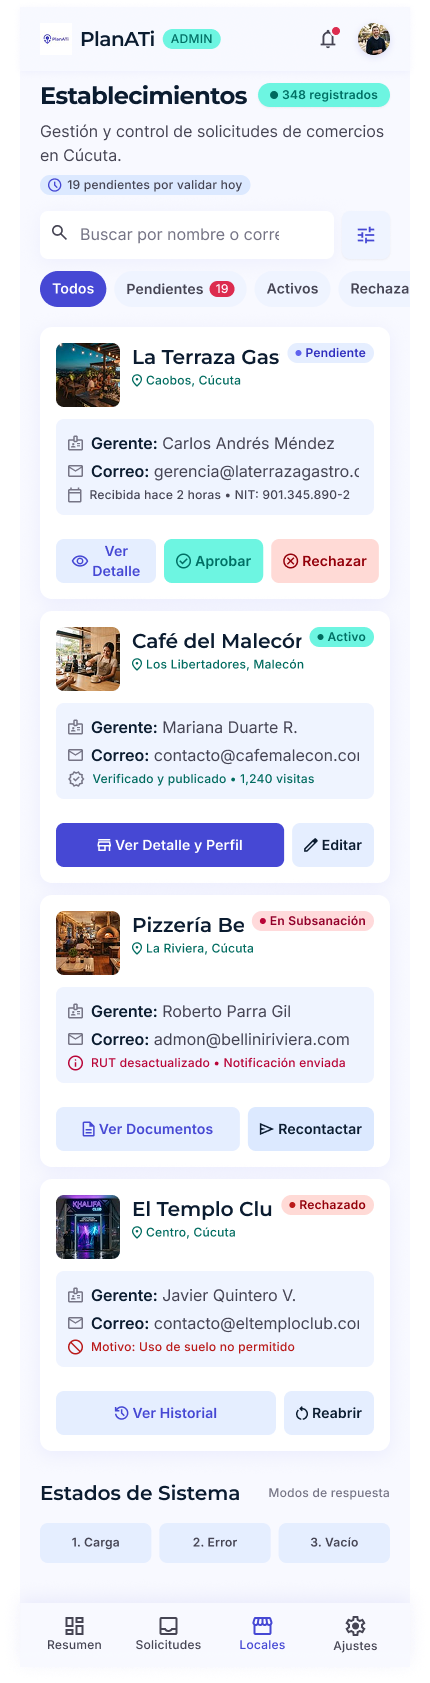 PlanATi
PlanATi ADMIN
Establecimientos 348 registrados
Gestión y control de solicitudes de comercios
en Cúcuta.
19 pendientes por validar hoy
Buscar por nombre o corre
Todos Pendientes 19 Activos Rechaza
La Terraza Gas Pendiente
Caobos, Cúcuta
Gerente: Carlos Andrés Méndez
Correo: gerencia@laterrazagastro.c
Recibida hace 2 horas • NIT: 901.345.890-2
Ver
Detalle
Aprobar
Rechazar
Café del Malecór Activo
Los Libertadores, Malecón
Gerente: Mariana Duarte R.
Correo: contacto@cafemalecon.con
Verificado y publicado • 1,240 visitas
Ver Detalle y Perfil Editar
Pizzería Be En Subsanación
La Riviera, Cúcuta
Gerente: Roberto Parra Gil
Correo: admon@belliniriviera.com
RUT desactualizado • Notificación enviada
Ver Documentos Recontactar
KHALIFA
CLUB
El Templo Clu Rechazado
Centro, Cúcuta
Gerente: Javier Quintero V.
Correo: contacto@eltemploclub.con
Motivo: Uso de suelo no permitido
Ver Historial Reabrir
Estados de Sistema Modos de respuesta
1. Carga 2. Error 3. Vacío
Resumen Solicitudes Locales Ajustes